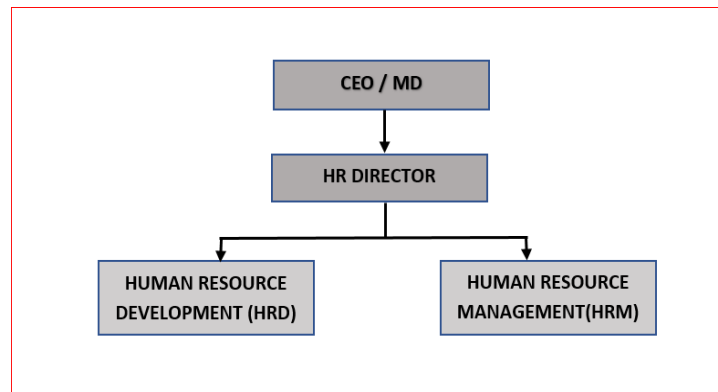 CEO / MD
HR DIRECTOR
HUMAN RESOURCE
DEVELOPMENT (HRD)
HUMAN RESOURCE
MANAGEMENT(HRM)